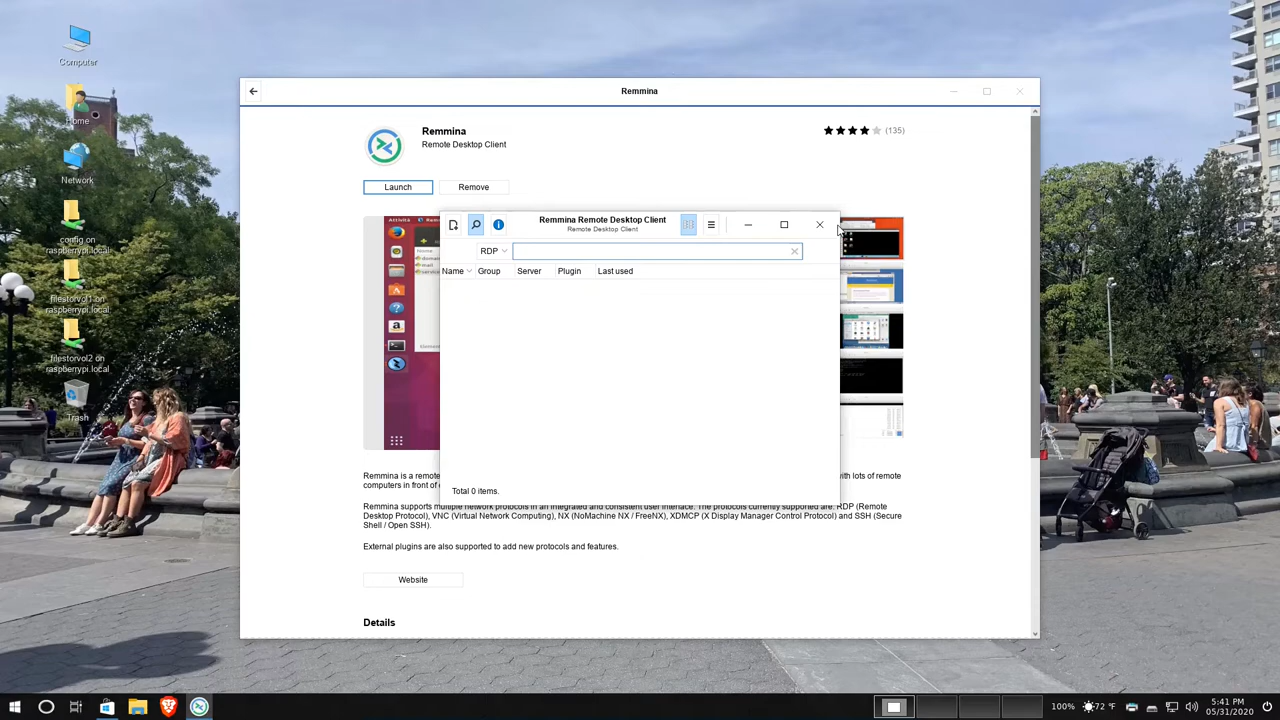 Computer
Home
Network
config on
raspberrypi
filestorvol1 on
raspberrypi.local
filestorvol2 on
raspberrypi.local
Trash
Remmina
Remmina
Remote Desktop Client
(135)
Launch
Remove
Remmina Remote Desktop Client
Remote Desktop Client
RDP
Name
Group
Server
Plugin
Last used
Total 0 items.
Remmina is a remote
with lots of remote
computers in front of
Remmina supports multiple network protocols in an integrated and consistent user interface. The protocols currently supported are: RDP (Remote
Desktop Protocol), VNC (Virtual Network Computing), NX (NoMachine NX / FreeNX), XDMCP (X Display Manager Control Protocol) and SSH (Secure
Shell / Open SSH).
External plugins are also supported to add new protocols and features.
Website
Details
100%
72 °F
5:41 PM
05/31/2020